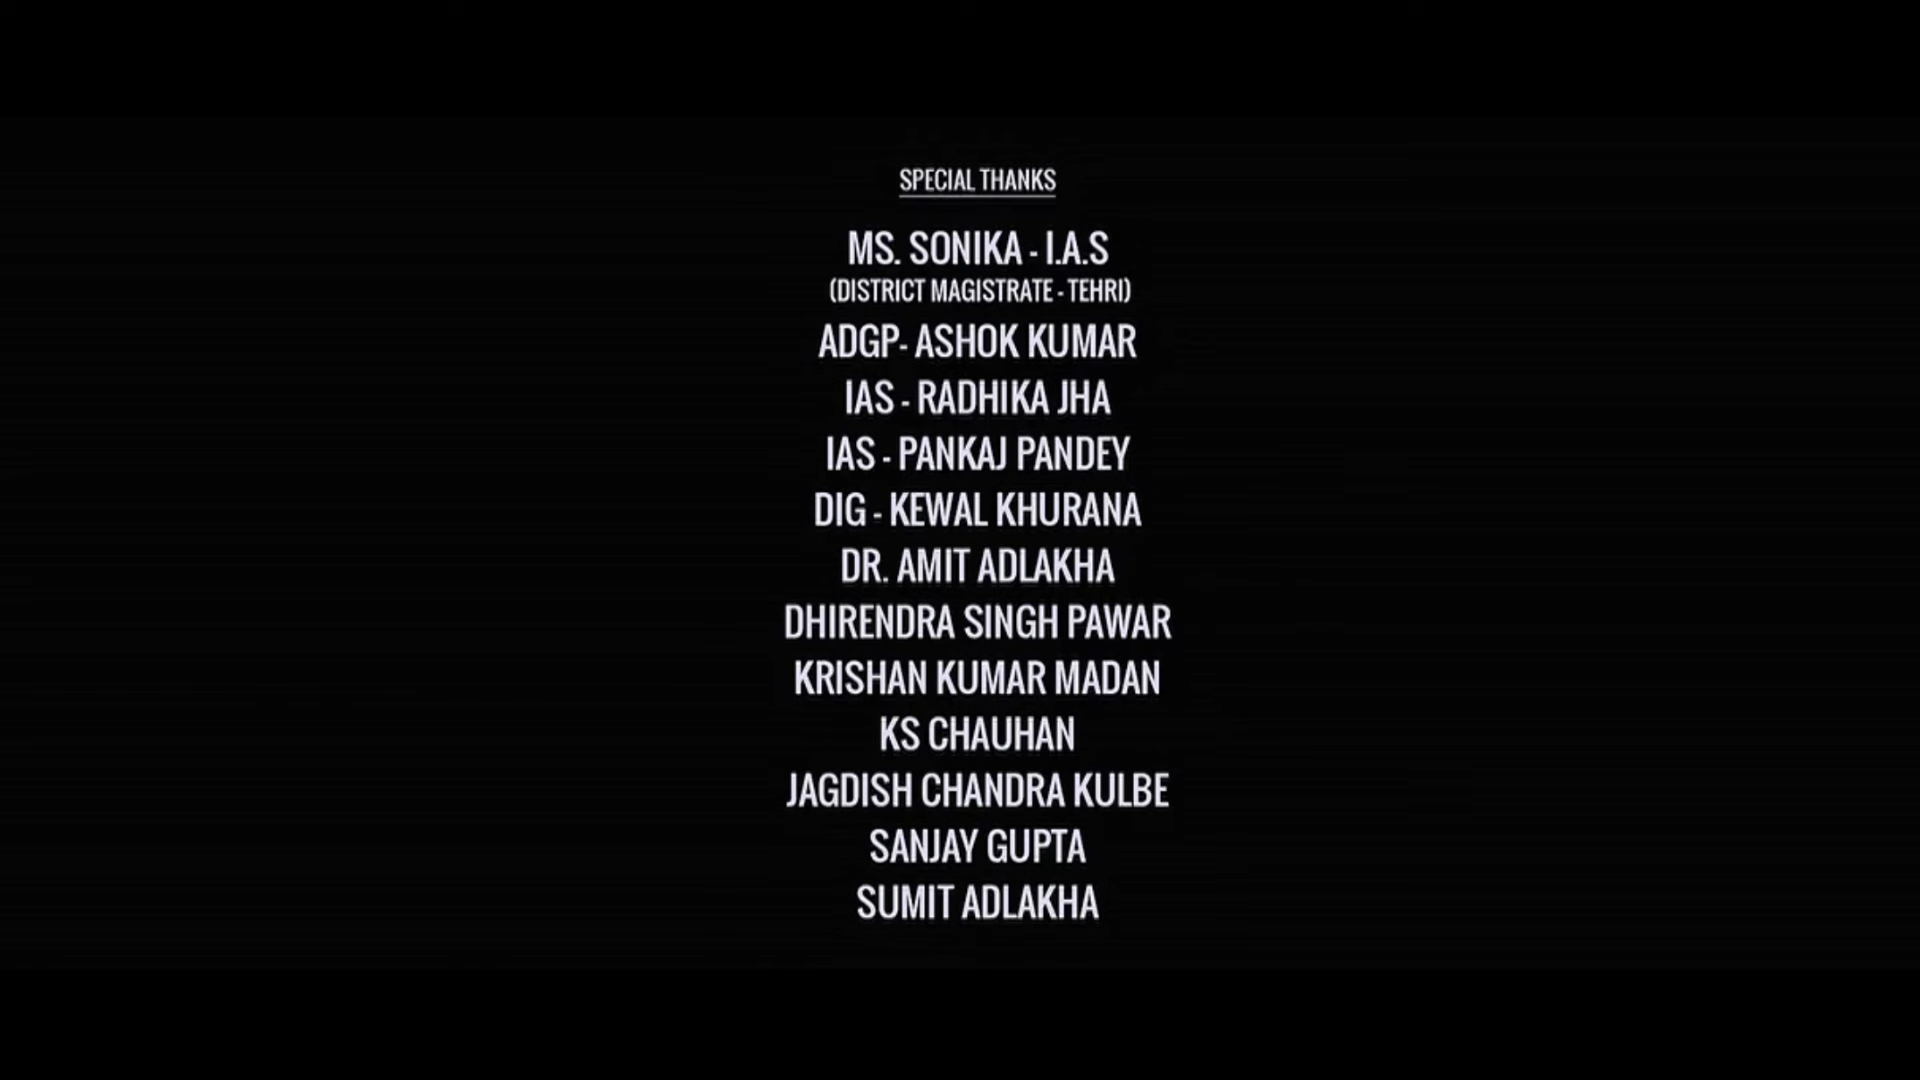 SPECIAL THANKS
MS. SONIKA - I.A.S
(DISTRICT MAGISTRATE - TEHRI)
ADGP- ASHOK KUMAR
IAS - RADHIKA JHA
IAS - PANKAJ PANDEY
DIG - KEWAL KHURANA
DR. AMIT ADLAKHA
DHIRENDRA SINGH PAWAR
KRISHAN KUMAR MADAN
KS CHAUHAN
JAGDISH CHANDRA KULBE
SANJAY GUPTA
SUMIT ADLAKHA